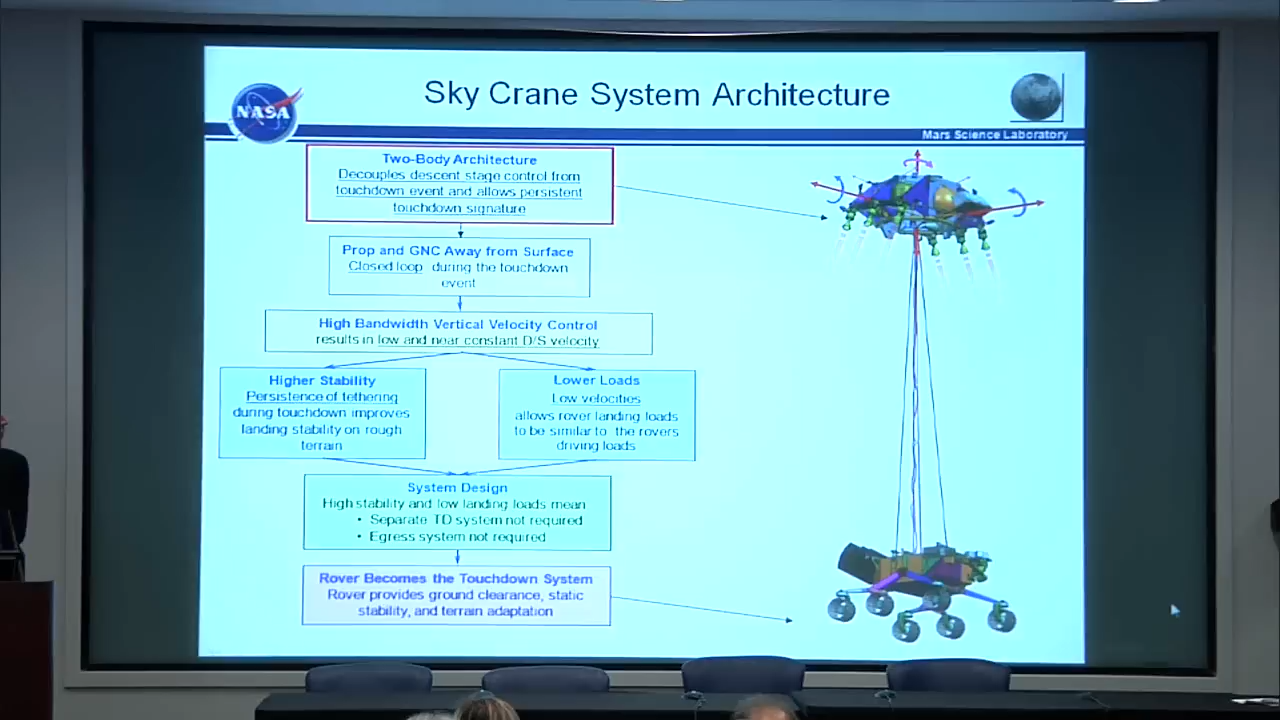 Sky Crane System Architecture
NASA
Mars Science Laboratory
Two-Body Architecture
Decouples descent stage control from
touchdown event and allows persistent
touchdown signature
Prop and GNC Away from Surface
Closed loop during the touchdown
event
High Bandwidth Vertical Velocity Control
results in low and near constant D/S velocity
Higher Stability
Persistence of tethering
during touchdown improves
landing stability on rough
terrain
Lower Loads
Low velocities
allows rover landing loads
to be similar to the rovers
driving loads
System Design
High stability and low landing loads mean
• Separate TD system not required
• Egress system not required
Rover Becomes the Touchdown System
Rover provides ground clearance, static
stability, and terrain adaptation